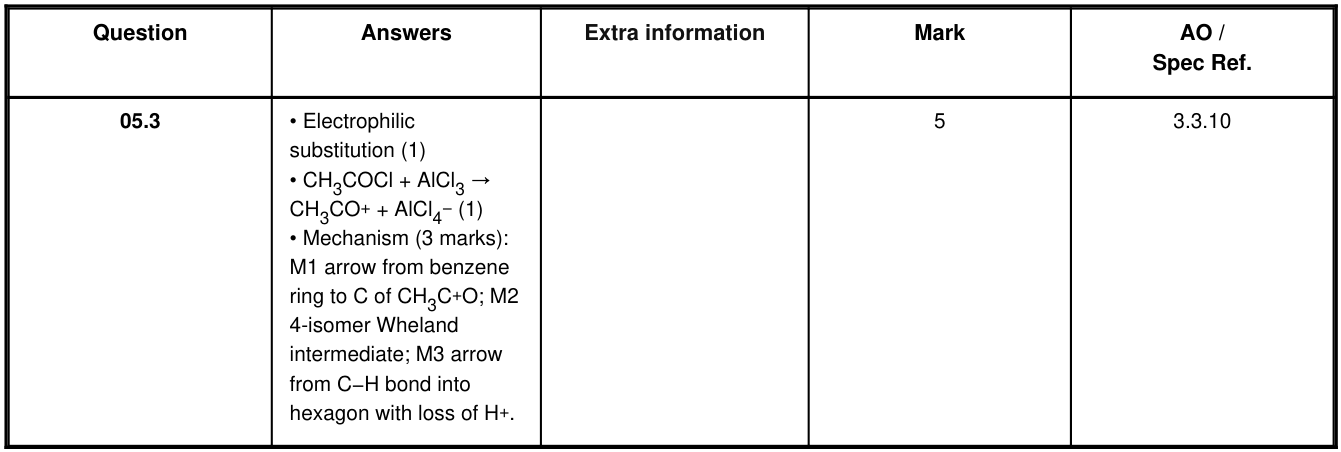 Question Answers Extra information Mark AO /
Spec Ref.
05.3 • Electrophilic 5 3.3.10
substitution (1)
• CH₃COCl + AlCl₃ →
CH₃CO+ + AlCl₄− (1)
• Mechanism (3 marks):
M1 arrow from benzene
ring to C of CH₃C+O; M2
4-isomer Wheland
intermediate; M3 arrow
from C−H bond into
hexagon with loss of H+.